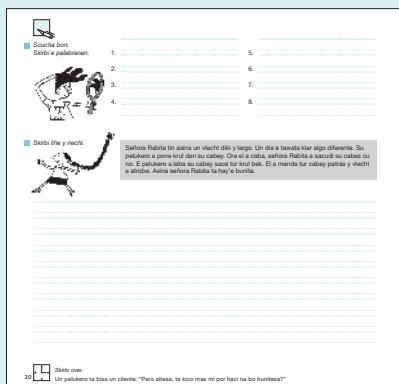 Scucha bon.
Skirbi e palabranan.
1.
2.
3.
4.
5.
6.
7.
8.
Skirbi liñe y nechi.
Señora Rabita tin asina un vlecht diki y largo. Un dia e tawata kier algo diferente. Su
pelukero a pone krul den su cabey. Ora el a caba, señora Rabita a sacudi su cabes cu
no. E pelukero a laba su cabey saca tur krul bek. El a manda tur cabey patras y vlecht
e atrobe. Asina señora Rabita ta hay'e bunita.
Skirbi over.
Un pelukero ta bisa un cliente: "Pero altesa, ta kico mas mi por haci na bo bunitesa?"
20